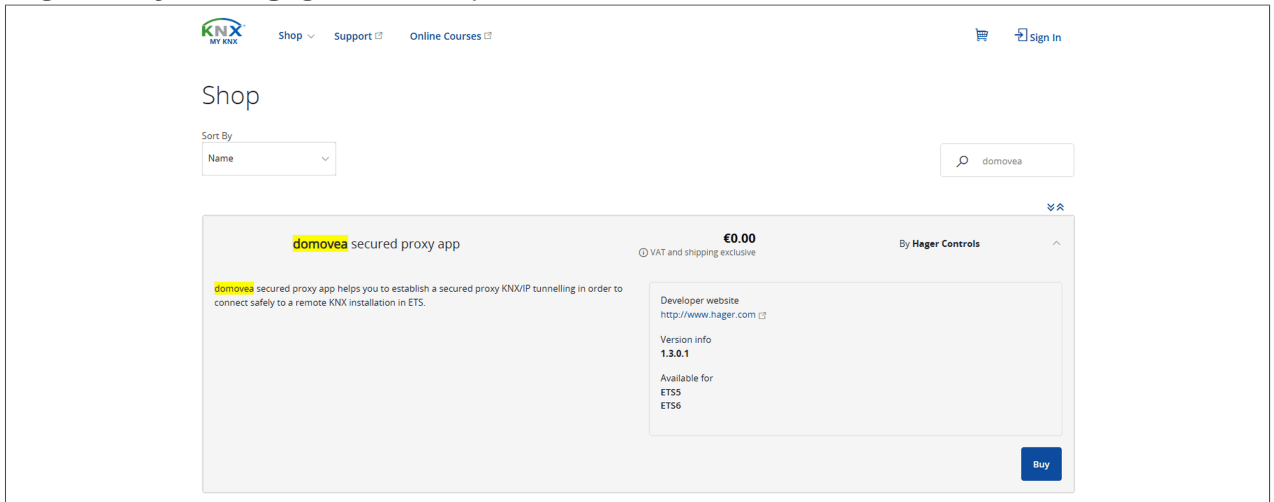 KNX
MY KNX
Shop
Support
Online Courses
Sign In
Shop
Sort By
Name
domovea
domovea secured proxy app
€0.00
VAT and shipping exclusive
By Hager Controls
domovea secured proxy app helps you to establish a secured proxy KNX/IP tunnelling in order to
connect safely to a remote KNX installation in ETS.
Developer website
http://www.hager.com
Version info
1.3.0.1
Available for
ETS5
ETS6
Buy